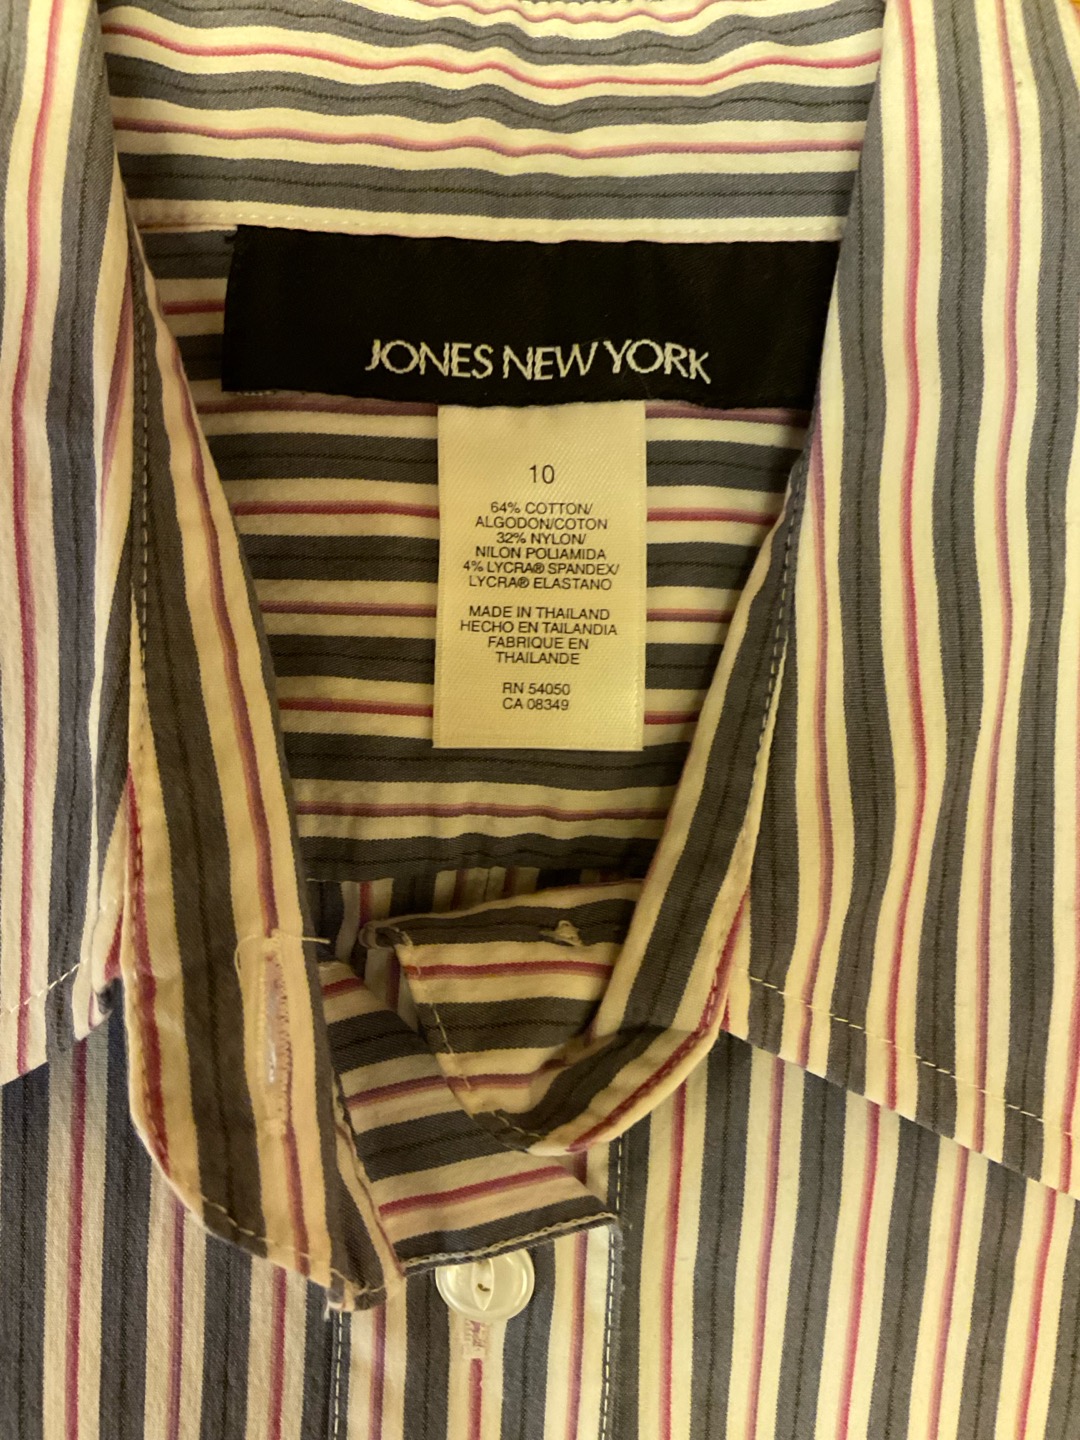 JONES NEW YORK
10
64% COTTON/
ALGODON/COTON
32% NYLON/
NILON POLIAMIDA
4% LYCRA® SPANDEX/
LYCRA® ELASTANO
MADE IN THAILAND
HECHO EN TAILANDIA
FABRIQUE EN
THAILANDE
RN 54050
CA 08349